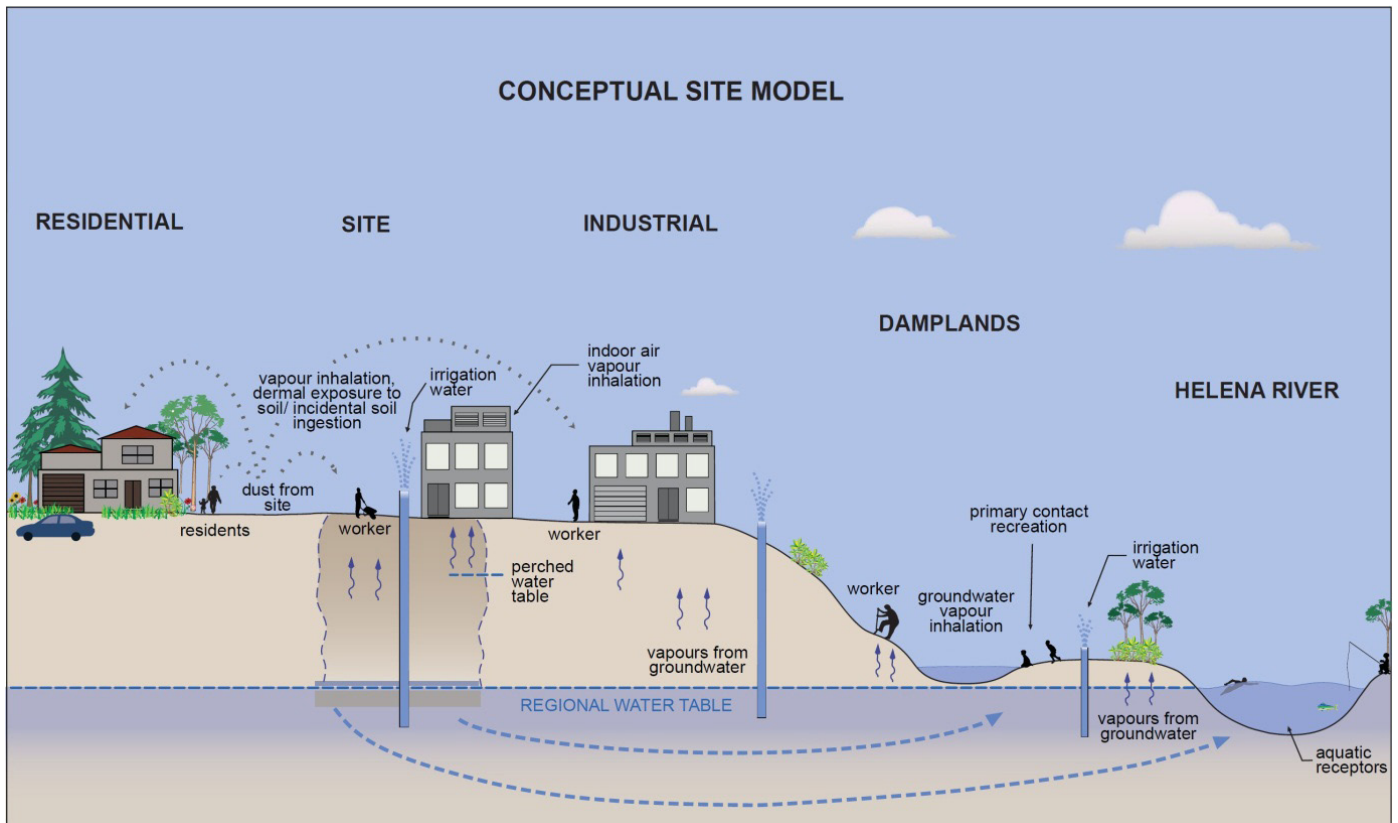 CONCEPTUAL SITE MODEL
RESIDENTIAL
SITE
INDUSTRIAL
DAMPLANDS
HELENA RIVER
vapour inhalation,
dermal exposure to
soil/ incidental soil
ingestion
irrigation
water
indoor air
vapour
inhalation
dust from
site
residents
worker
worker
perched
water
table
vapours from
groundwater
worker
groundwater
vapour
inhalation
primary contact
recreation
irrigation
water
REGIONAL WATER TABLE
vapours from
groundwater
aquatic
receptors